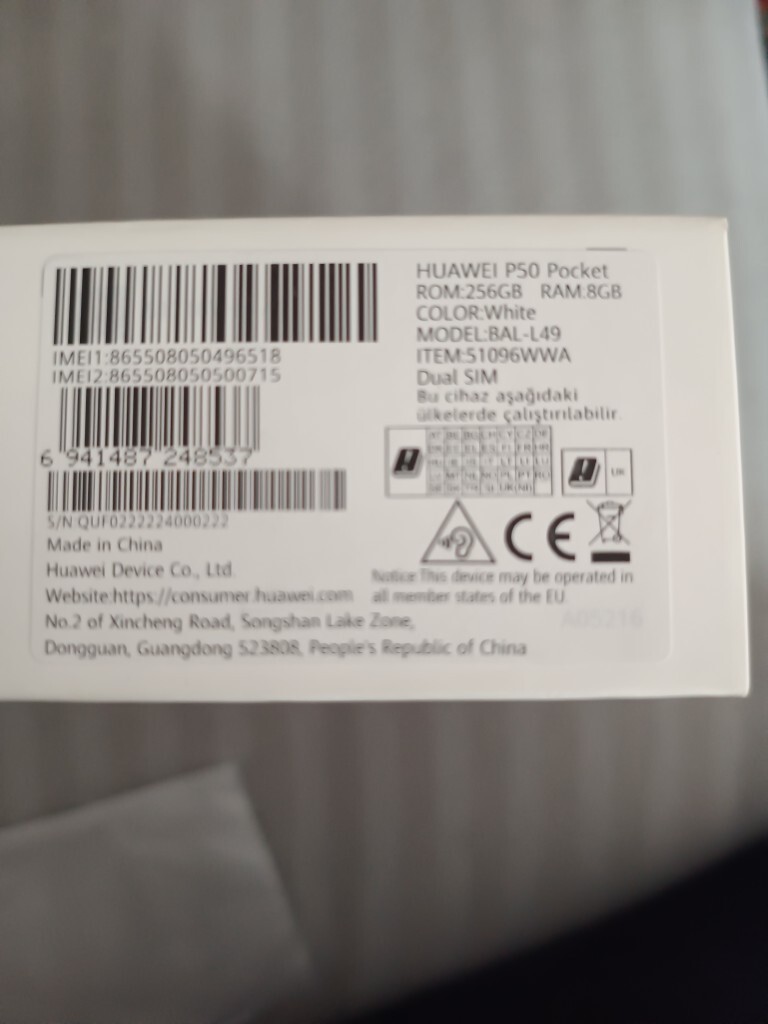 HUAWEI P50 Pocket
ROM:256GB RAM:8GB
COLOR:White
MODEL:BAL-L49
ITEM:51096WWA
Dual SIM
Bu cihaz aşağıdaki
ülkelerde çalıştırılabilir.
IMEI1:865508050496518
IMEI2:865508050500715
6 941487 248537
S/N:QUF0222224000222
Made in China
Huawei Device Co., Ltd.
Website:https://consumer.huawei.com
No.2 of Xincheng Road, Songshan Lake Zone,
Dongguan, Guangdong 523808, People's Republic of China
UK
CE
Notice:This device may be operated in
all member states of the EU.
A05216